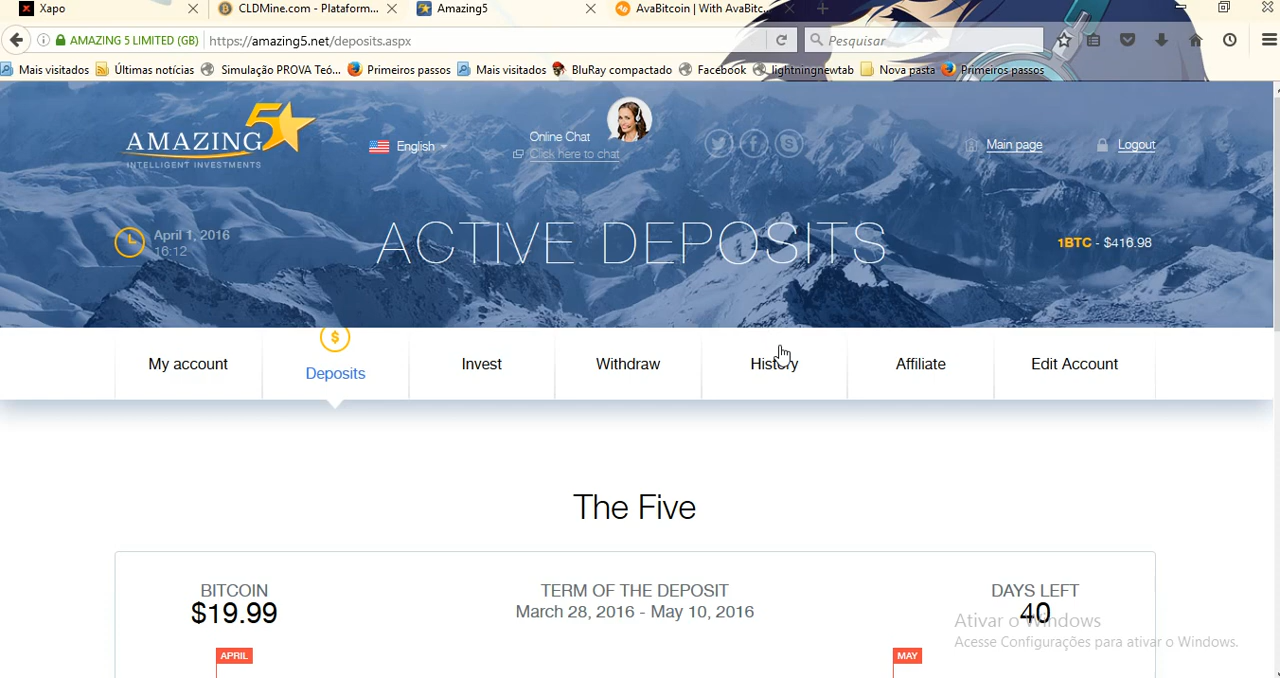 Xapo
CLDMine.com - Plataform...
Amazing5
AvaBitcoin | With AvaBitc...
AMAZING 5 LIMITED (GB)
https://amazing5.net/deposits.aspx
Pesquisar
Mais visitados
Últimas notícias
Simulação PROVA Teó...
Primeiros passos
Mais visitados
BluRay compactado
Facebook
lightningnewtab
Nova pasta
Primeiros passos
AMAZING 5
INTELLIGENT INVESTMENTS
English
Online Chat
Click here to chat
Main page
Logout
April 1, 2016
16:12
ACTIVE DEPOSITS
1BTC - $416.98
My account
$
Deposits
Invest
Withdraw
History
Affiliate
Edit Account
The Five
BITCOIN
$19.99
TERM OF THE DEPOSIT
March 28, 2016 - May 10, 2016
DAYS LEFT
40
Ativar o Windows
Acesse Configurações para ativar o Windows.
APRIL
MAY